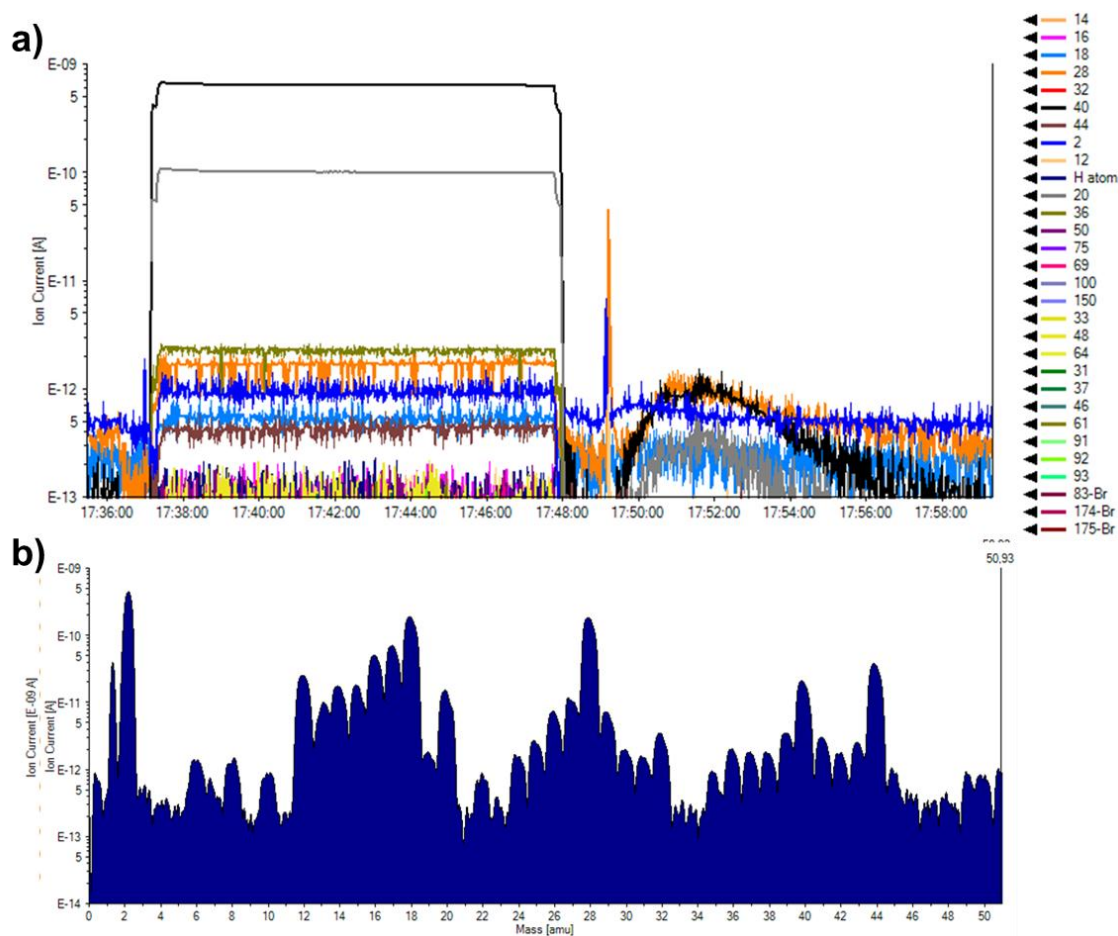 a)
E-09
5
E-10
5
E-11
5
E-12
5
E-13
Ion Current [A]
17:36:00 17:38:00 17:40:00 17:42:00 17:44:00 17:46:00 17:48:00 17:50:00 17:52:00 17:54:00 17:56:00 17:58:00
14
16
18
28
32
40
44
2
12
H atom
20
36
50
75
69
100
150
33
48
64
31
37
46
61
91
92
93
83-Br
174-Br
175-Br
b)
50.93
E-09
5
E-10
5
E-11
5
E-12
5
E-13
5
E-14
Ion Current [E-09 A]
Ion Current [A]
0 2 4 6 8 10 12 14 16 18 20 22 24 26 28 30 32 34 36 38 40 42 44 46 48 50
Mass [amu]